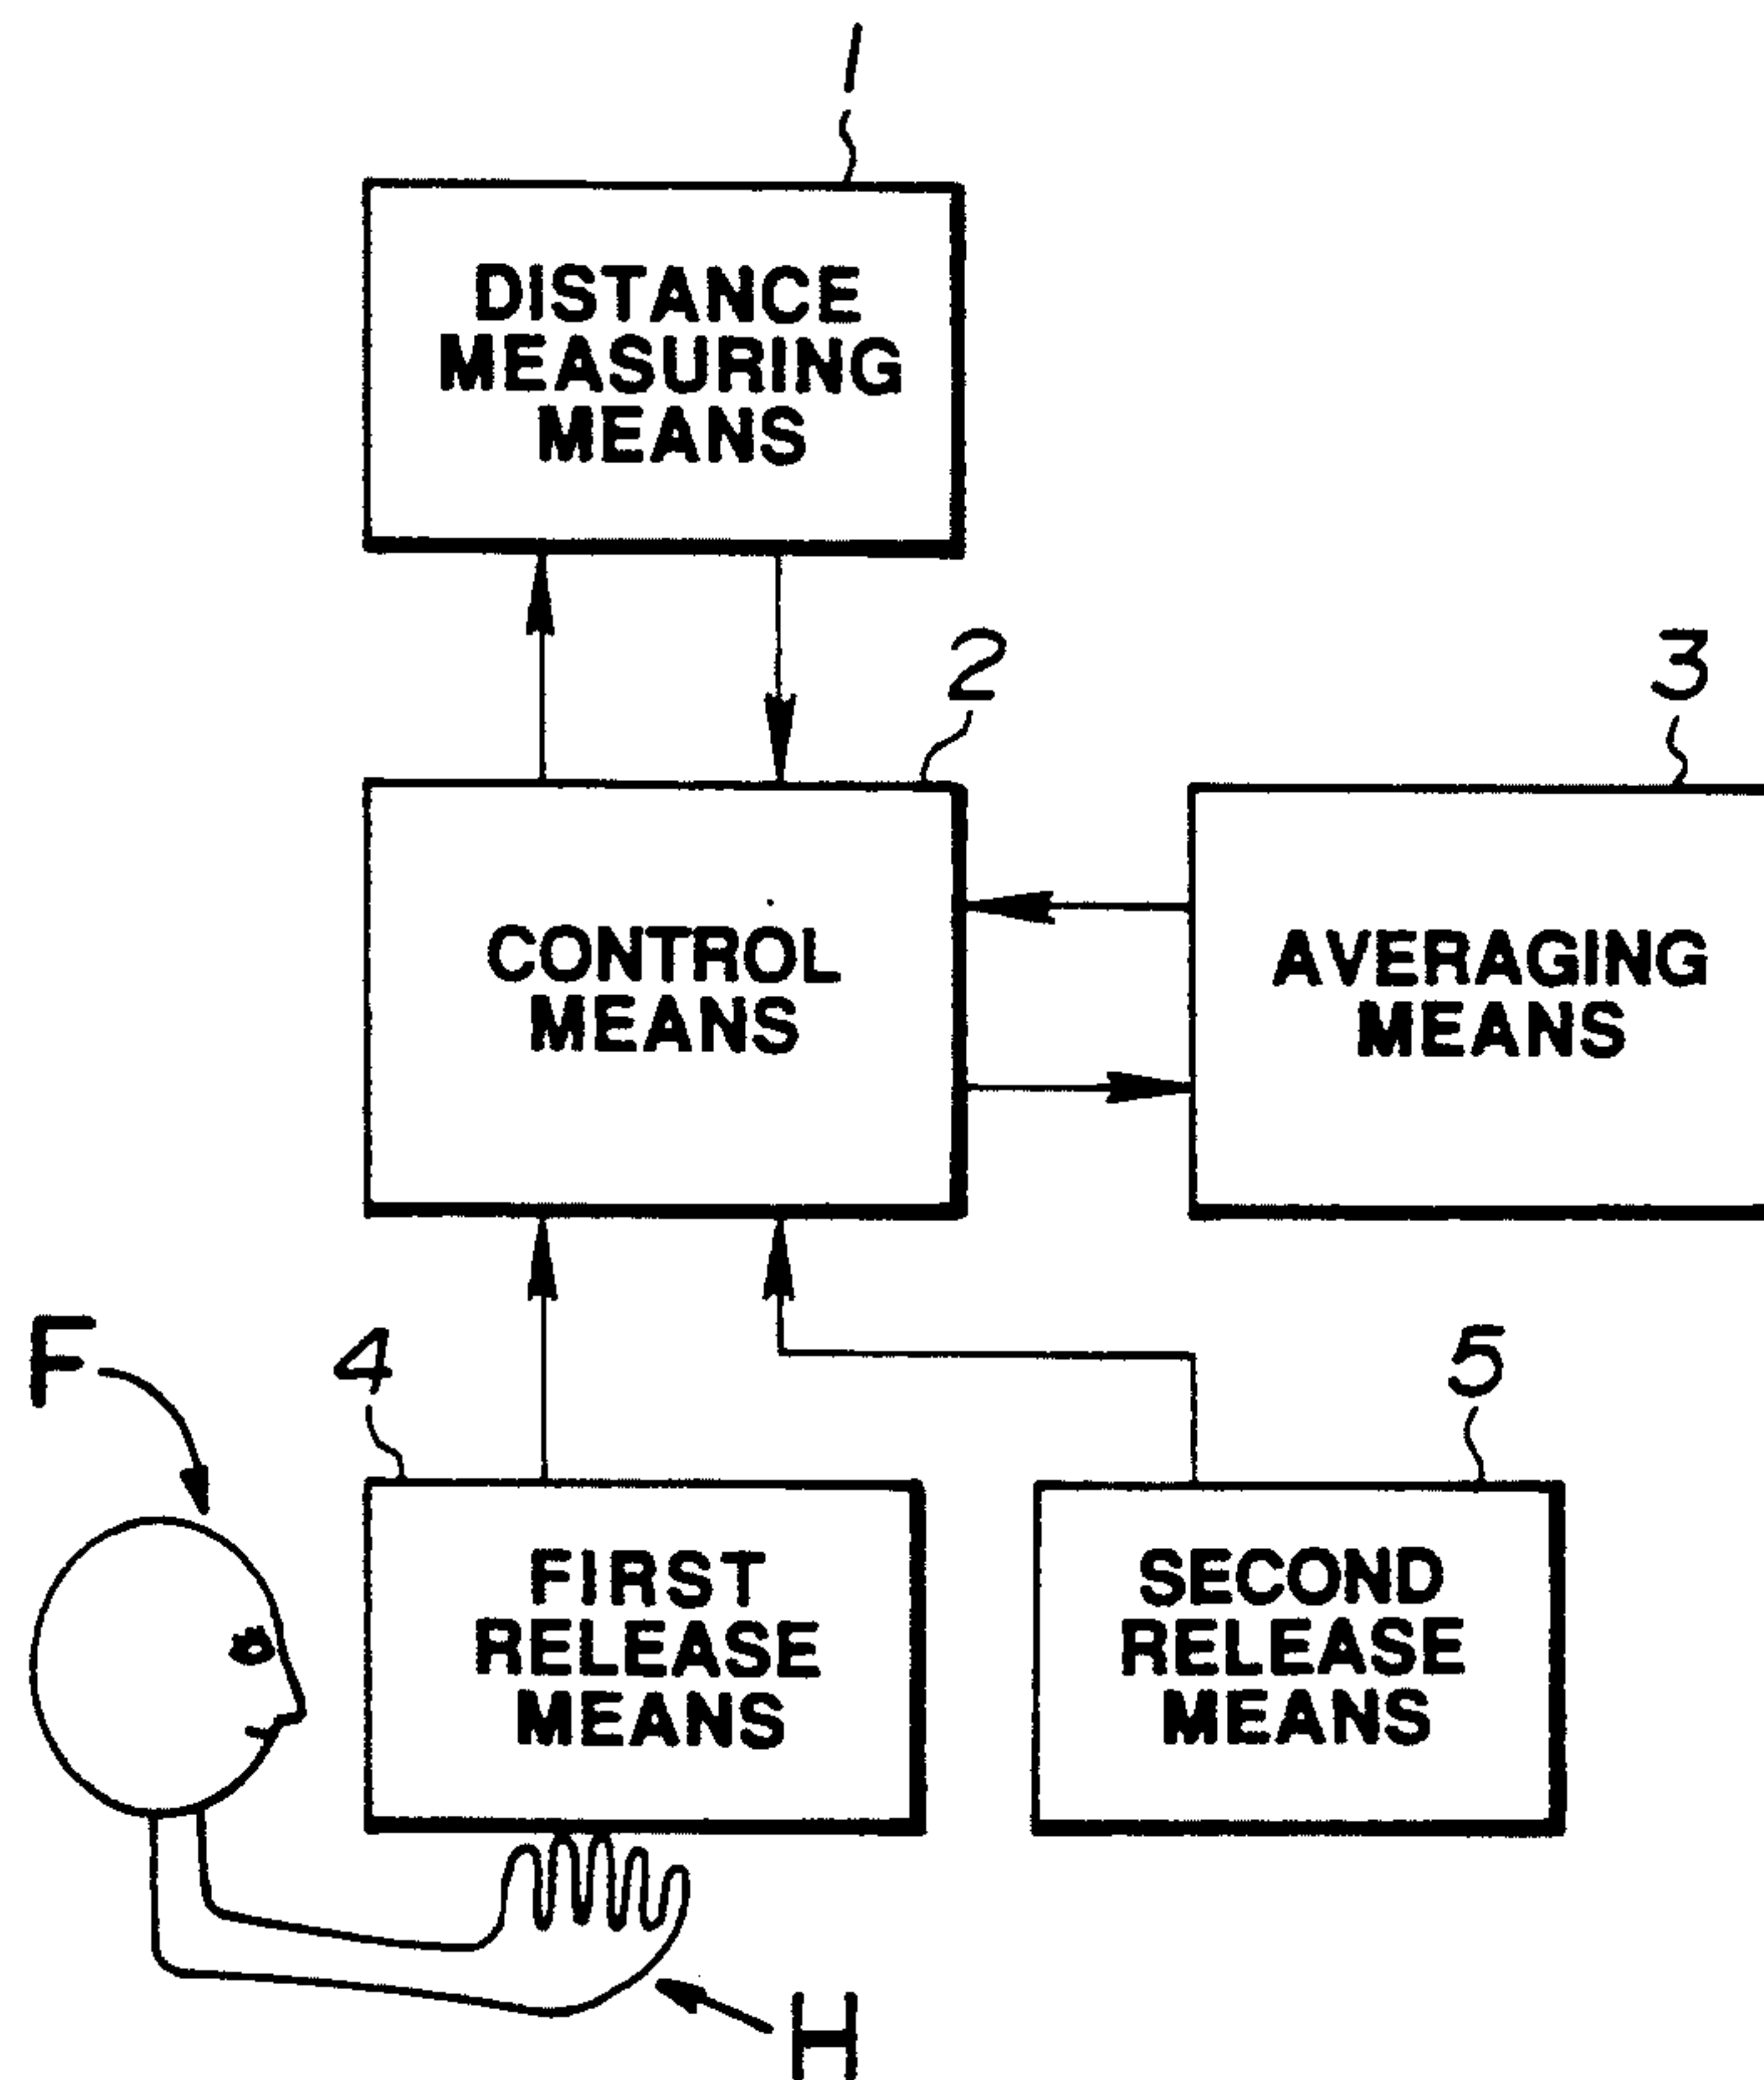 1
DISTANCE
MEASURING
MEANS
2
3
CONTROL
MEANS
AVERAGING
MEANS
F
4
5
FIRST
RELEASE
MEANS
SECOND
RELEASE
MEANS
H